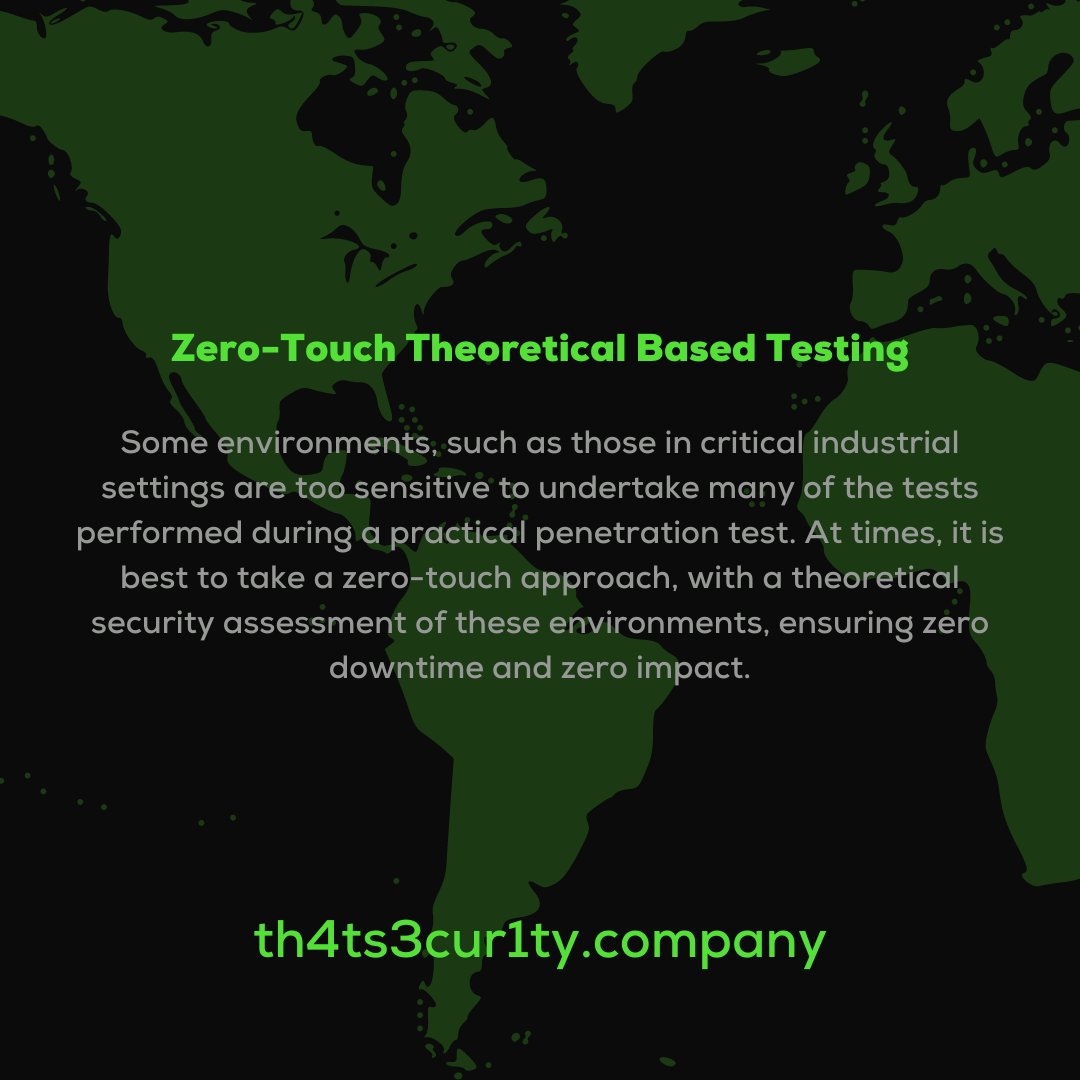 Zero-Touch Theoretical Based Testing
Some environments, such as those in critical industrial
settings are too sensitive to undertake many of the tests
performed during a practical penetration test. At times, it is
best to take a zero-touch approach, with a theoretical
security assessment of these environments, ensuring zero
downtime and zero impact.
th4ts3cur1ty.company